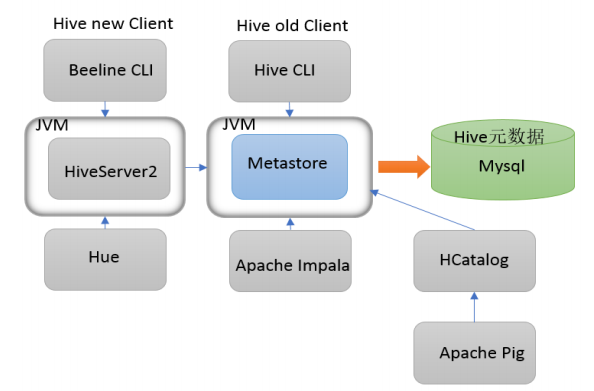 Hive new Client
Hive old Client
Beeline CLI
Hive CLI
JVM
JVM
HiveServer2
Metastore
Hive元数据
Mysql
Hue
Apache Impala
HCatalog
Apache Pig